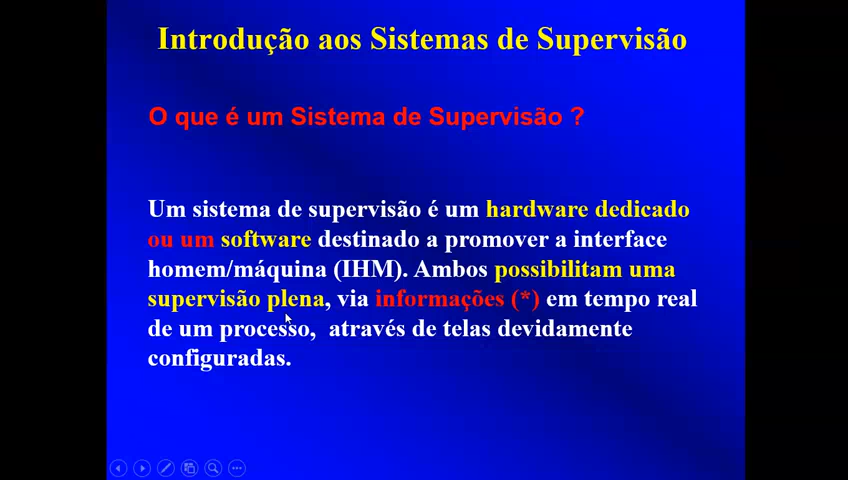 Introdução aos Sistemas de Supervisão
O que é um Sistema de Supervisão ?
Um sistema de supervisão é um hardware dedicado
ou um software destinado a promover a interface
homem/máquina (IHM). Ambos possibilitam uma
supervisão plena, via informações (*) em tempo real
de um processo,  através de telas devidamente
configuradas.